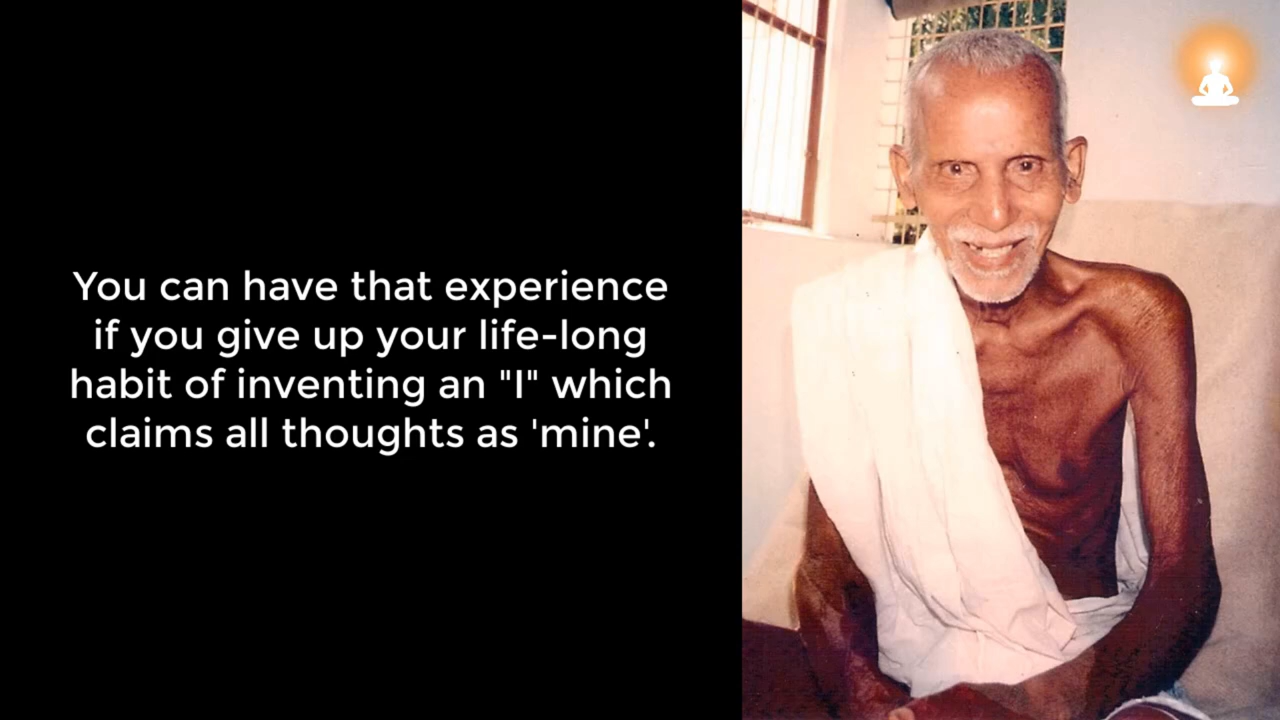 You can have that experience
if you give up your life-long
habit of inventing an "I" which
claims all thoughts as 'mine'.